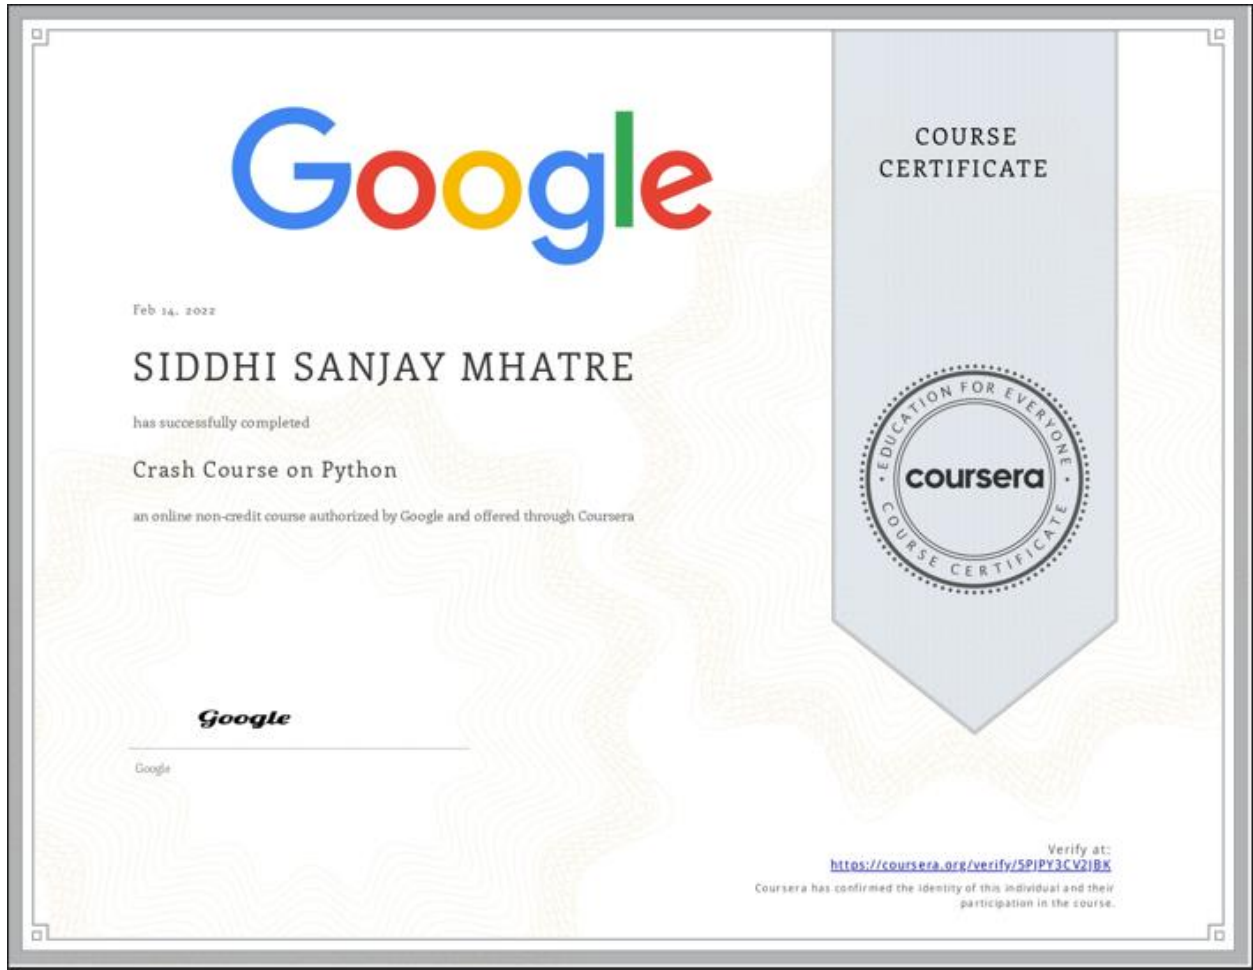 Google
COURSE
CERTIFICATE
Feb 14, 2022
SIDDHI SANJAY MHATRE
has successfully completed
Crash Course on Python
an online non-credit course authorized by Google and offered through Coursera
EDUCATION FOR EVERYONE
coursera
COURSE CERTIFICATE
Google
Google
Verify at:
https://coursera.org/verify/5PJPY3CV2JBK
Coursera has confirmed the identity of this individual and their
participation in the course.